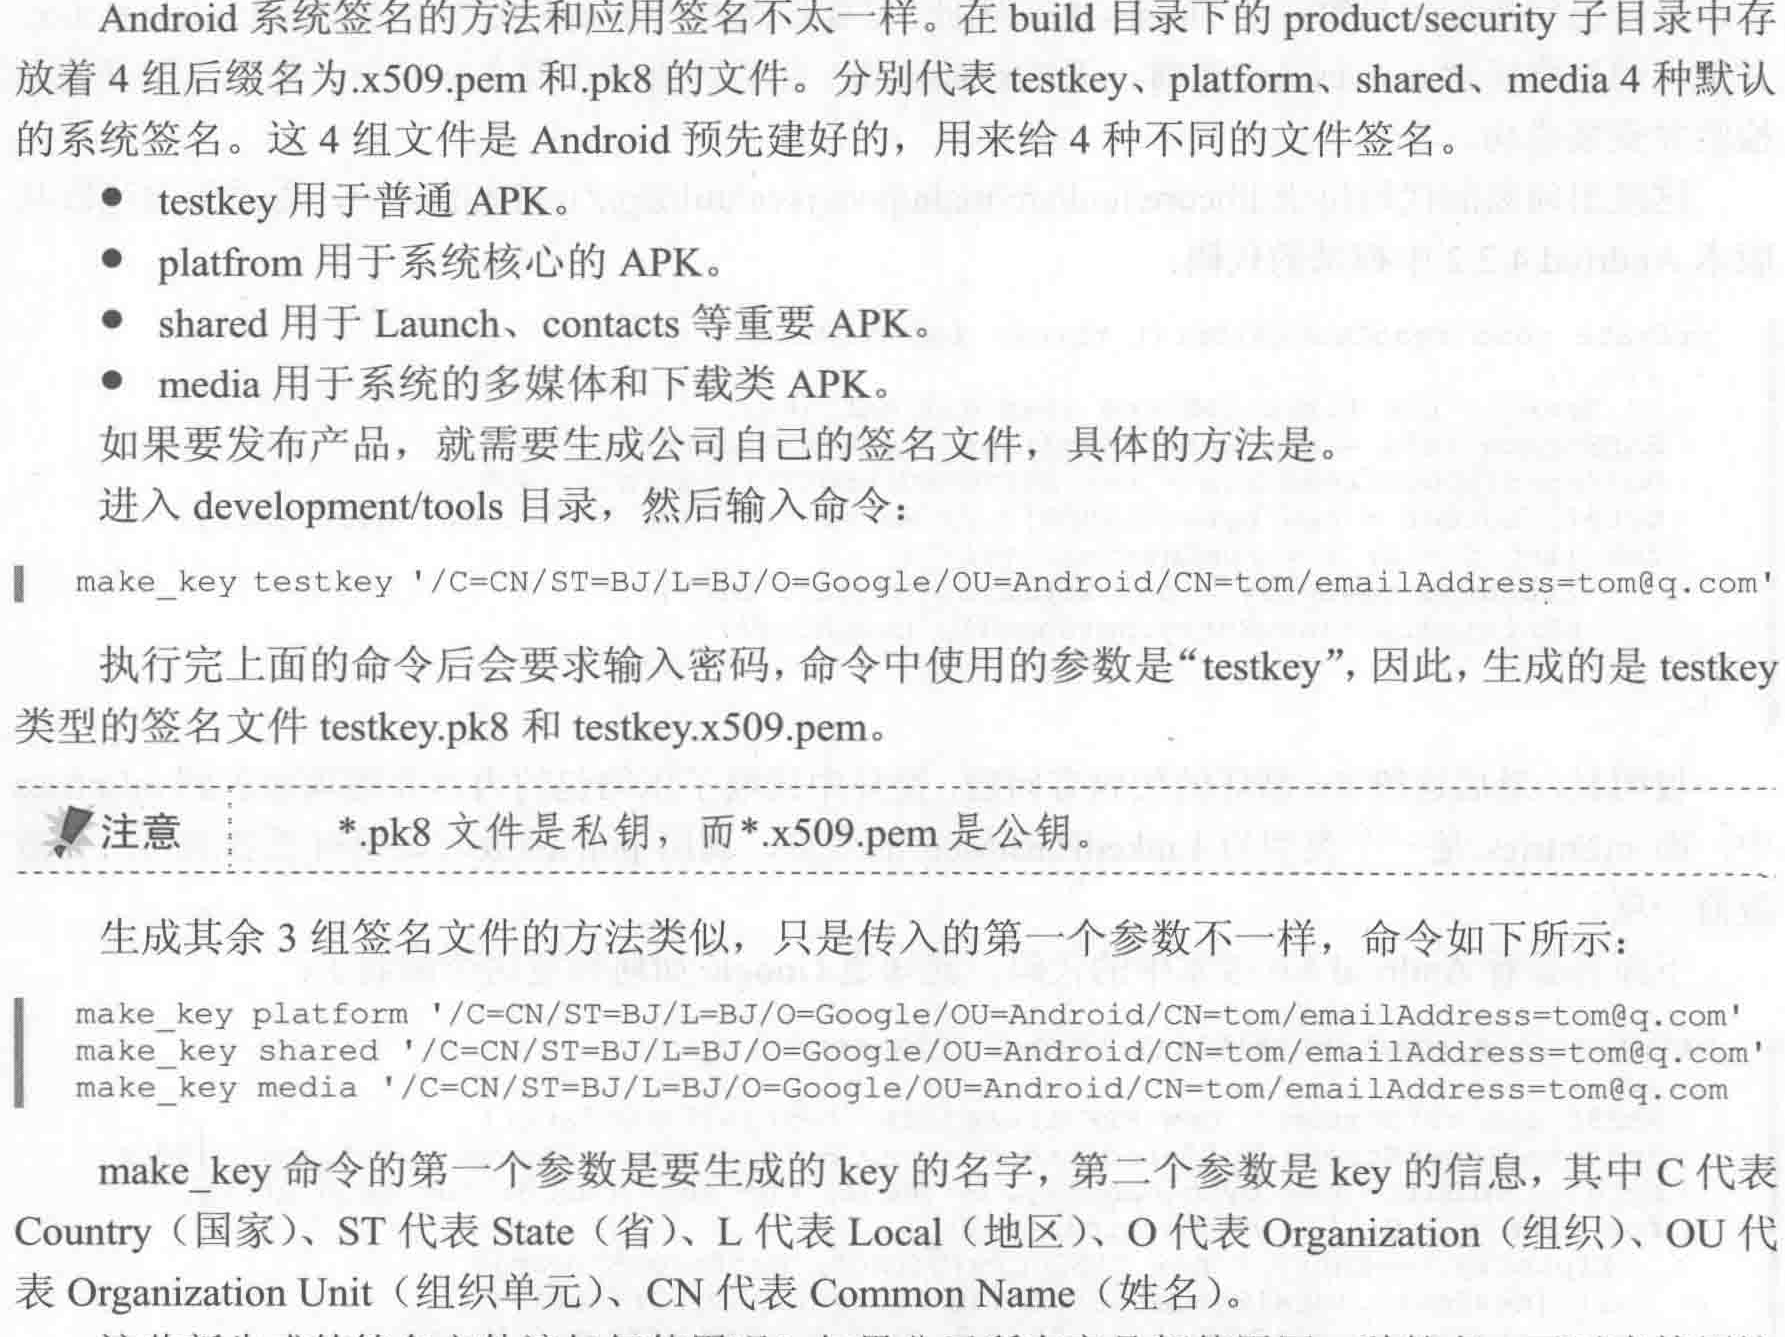 Android 系统签名的方法和应用签名不太一样。在 build 目录下的 product/security 子目录中存
放着 4 组后缀名为.x509.pem 和.pk8 的文件。分别代表 testkey、platform、shared、media 4 种默认
的系统签名。这 4 组文件是 Android 预先建好的，用来给 4 种不同的文件签名。
● testkey 用于普通 APK。
● platfrom 用于系统核心的 APK。
● shared 用于 Launch、contacts 等重要 APK。
● media 用于系统的多媒体和下载类 APK。
如果要发布产品，就需要生成公司自己的签名文件，具体的方法是。
进入 development/tools 目录，然后输入命令：
make_key testkey '/C=CN/ST=BJ/L=BJ/O=Google/OU=Android/CN=tom/emailAddress=tom@q.com'
执行完上面的命令后会要求输入密码，命令中使用的参数是“testkey”，因此，生成的是 testkey
类型的签名文件 testkey.pk8 和 testkey.x509.pem。
注意 *.pk8 文件是私钥，而*.x509.pem 是公钥。
生成其余 3 组签名文件的方法类似，只是传入的第一个参数不一样，命令如下所示：
make_key platform '/C=CN/ST=BJ/L=BJ/O=Google/OU=Android/CN=tom/emailAddress=tom@q.com'
make_key shared '/C=CN/ST=BJ/L=BJ/O=Google/OU=Android/CN=tom/emailAddress=tom@q.com'
make_key media '/C=CN/ST=BJ/L=BJ/O=Google/OU=Android/CN=tom/emailAddress=tom@q.com
make_key 命令的第一个参数是要生成的 key 的名字，第二个参数是 key 的信息，其中 C 代表
Country（国家）、ST 代表 State（省）、L 代表 Local（地区）、O 代表 Organization（组织）、OU 代
表 Organization Unit（组织单元）、CN 代表 Common Name（姓名）。